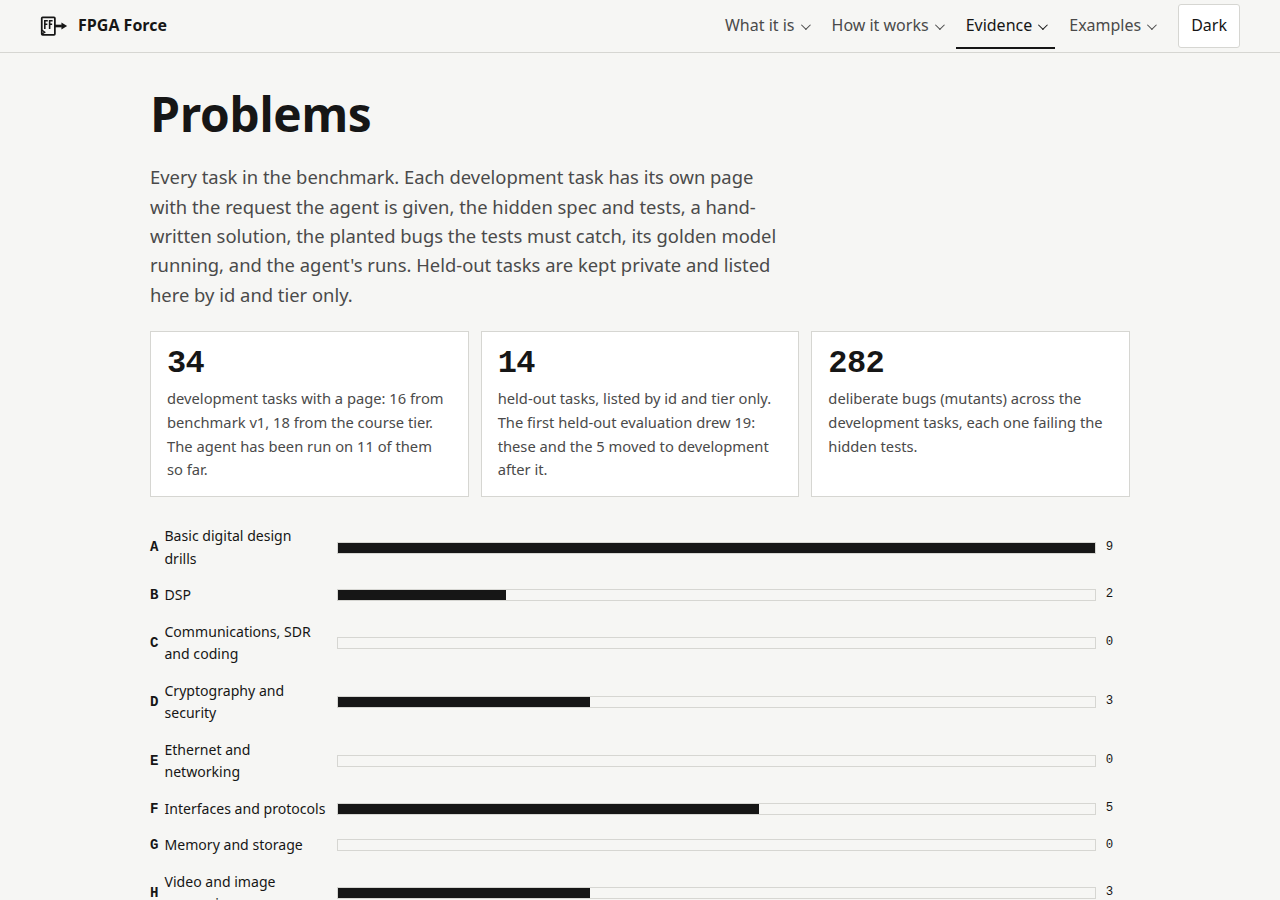 FF FPGA Force What it is How it works Evidence Examples Dark
Problems
Every task in the benchmark. Each development task has its own page
with the request the agent is given, the hidden spec and tests, a hand-
written solution, the planted bugs the tests must catch, its golden model
running, and the agent's runs. Held-out tasks are kept private and listed
here by id and tier only.
34
development tasks with a page: 16 from
benchmark v1, 18 from the course tier.
The agent has been run on 11 of them
so far.
14
held-out tasks, listed by id and tier only.
The first held-out evaluation drew 19:
these and the 5 moved to development
after it.
282
deliberate bugs (mutants) across the
development tasks, each one failing the
hidden tests.
A Basic digital design
drills 9
B DSP 2
C Communications, SDR
and coding 0
D Cryptography and
security 3
E Ethernet and
networking 0
F Interfaces and protocols 5
G Memory and storage 0
H Video and image
3